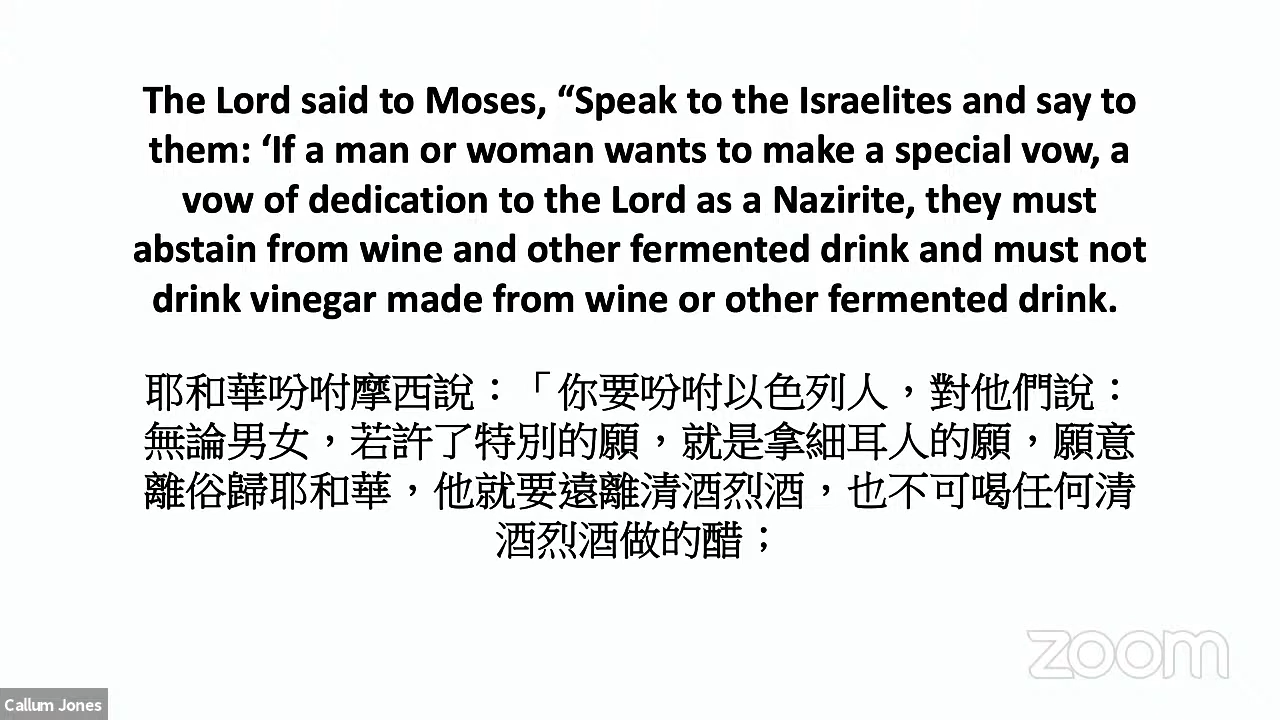 The Lord said to Moses, “Speak to the Israelites and say to
them: ‘If a man or woman wants to make a special vow, a
vow of dedication to the Lord as a Nazirite, they must
abstain from wine and other fermented drink and must not
drink vinegar made from wine or other fermented drink.
耶和華吩咐摩西說：「你要吩咐以色列人，對他們說：
無論男女，若許了特別的願，就是拿細耳人的願，願意
離俗歸耶和華，他就要遠離清酒烈酒，也不可喝任何清
酒烈酒做的醋；
zoom
Callum Jones